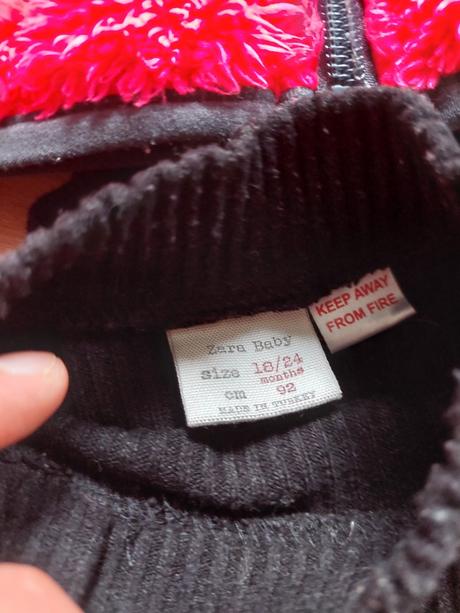 Zara Baby
size 18/24
months
cm 92
MADE IN TURKEY
KEEP AWAY
FROM FIRE